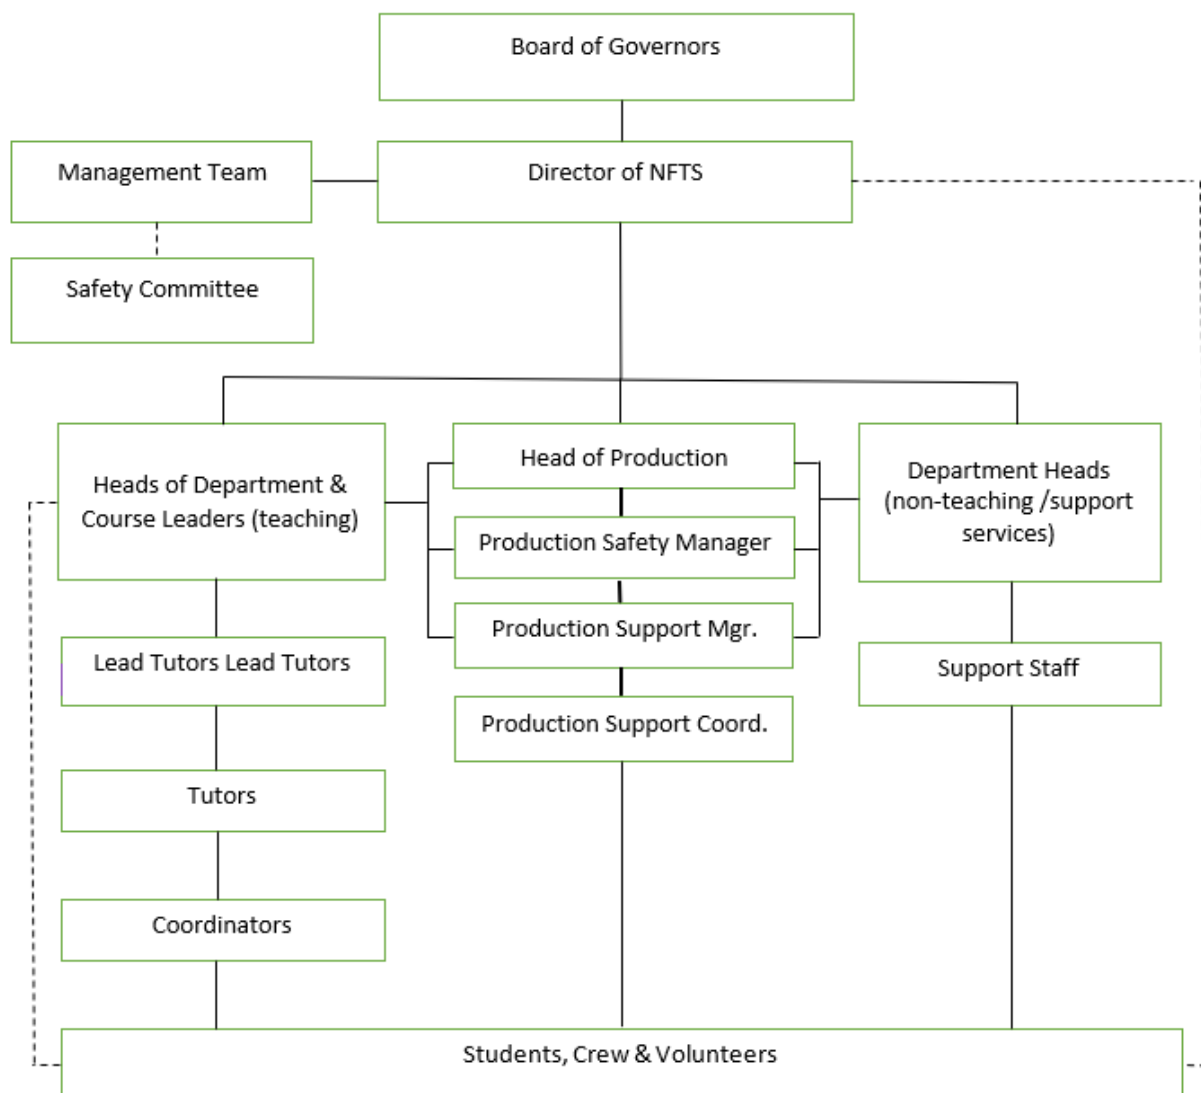 Board of Governors
Management Team
Director of NFTS
Safety Committee
Heads of Department &
Course Leaders (teaching)
Head of Production
Production Safety Manager
Production Support Mgr.
Production Support Coord.
Department Heads
(non-teaching /support
services)
Lead Tutors Lead Tutors
Support Staff
Tutors
Coordinators
Students, Crew & Volunteers